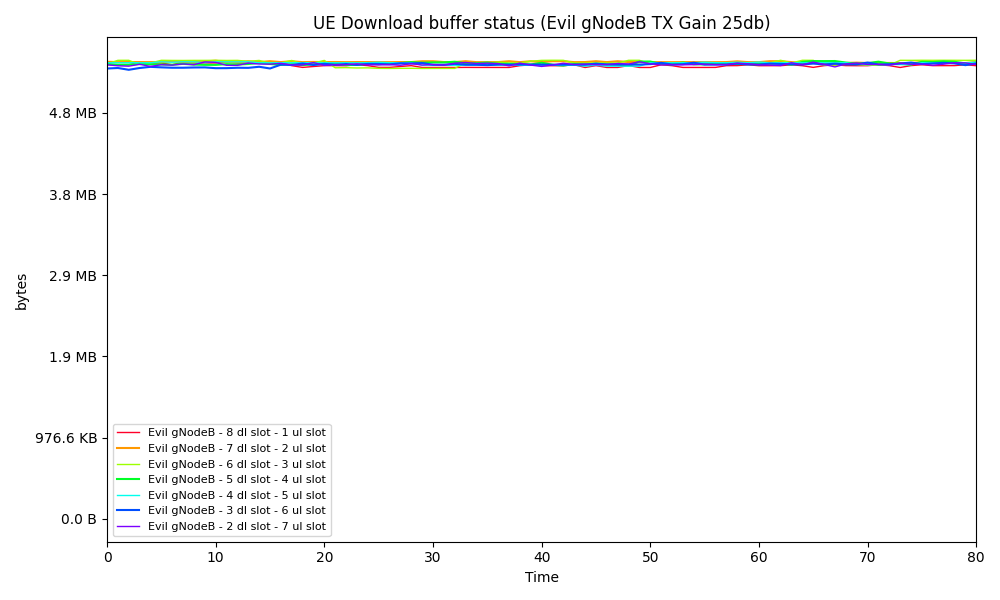 UE Download buffer status (Evil gNodeB TX Gain 25db)
bytes
4.8 MB
3.8 MB
2.9 MB
1.9 MB
976.6 KB
0.0 B
Evil gNodeB - 8 dl slot - 1 ul slot
Evil gNodeB - 7 dl slot - 2 ul slot
Evil gNodeB - 6 dl slot - 3 ul slot
Evil gNodeB - 5 dl slot - 4 ul slot
Evil gNodeB - 4 dl slot - 5 ul slot
Evil gNodeB - 3 dl slot - 6 ul slot
Evil gNodeB - 2 dl slot - 7 ul slot
0 10 20 30 40 50 60 70 80
Time